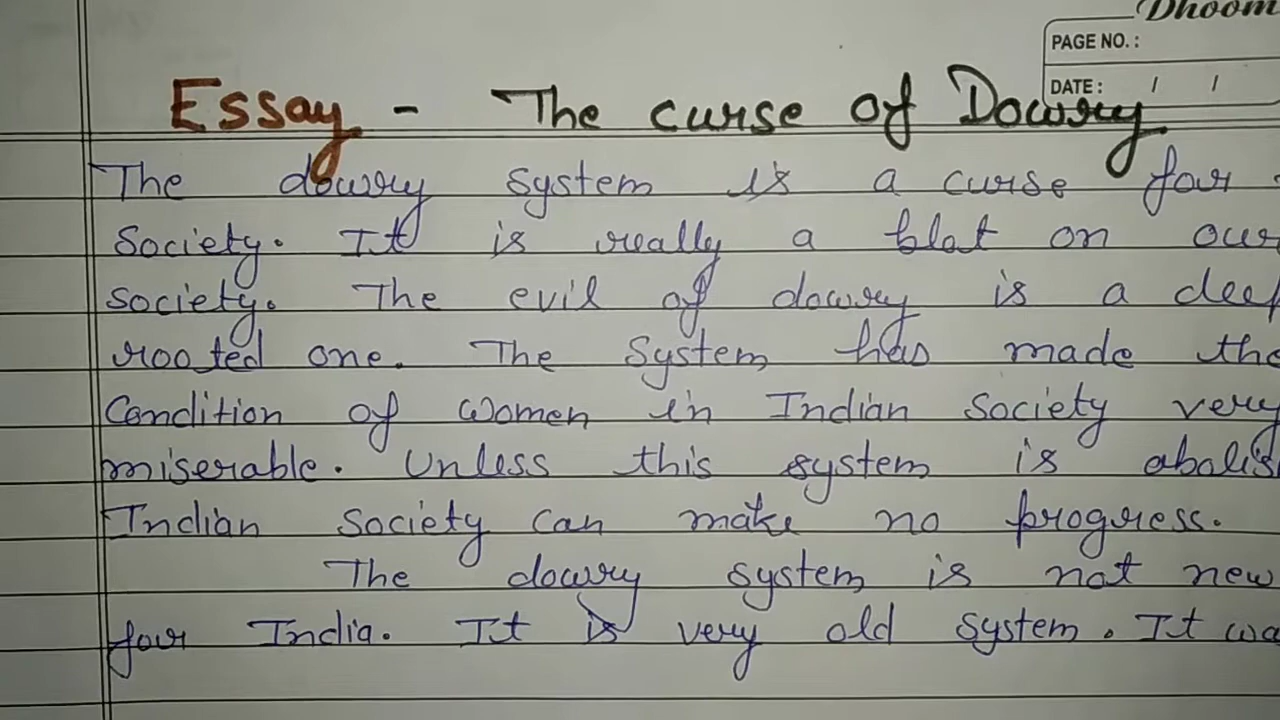 Dhoom
PAGE NO. :
DATE : / /
Essay - The curse of Dowry
The dowry system is a curse for
Society. It is really a blot on our
society. The evil of dowry is a deep
rooted one. The System has made the
Condition of women in Indian Society very
miserable. Unless this system is abolis
Indian society can make no progress.
The dowry system is not new
for India. It is very old system. It wa